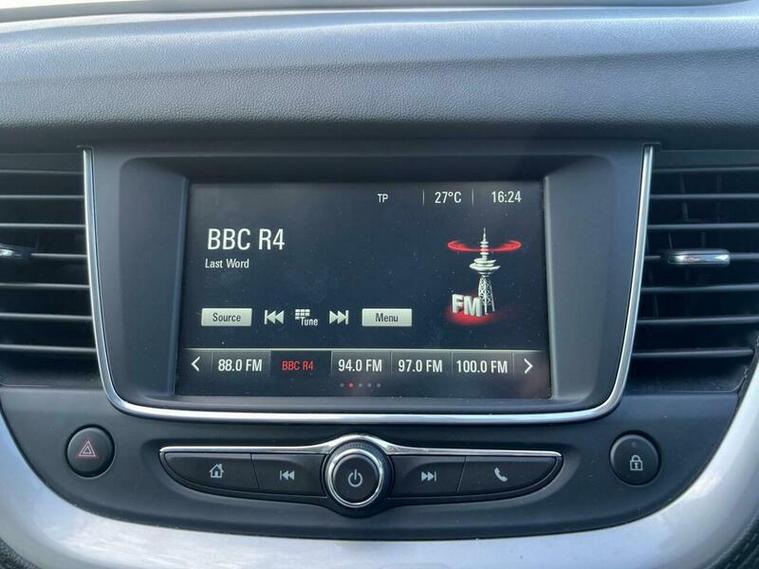 TP 27°C 16:24
BBC R4
Last Word
Source Tune Menu
FM
88.0 FM BBC R4 94.0 FM 97.0 FM 100.0 FM